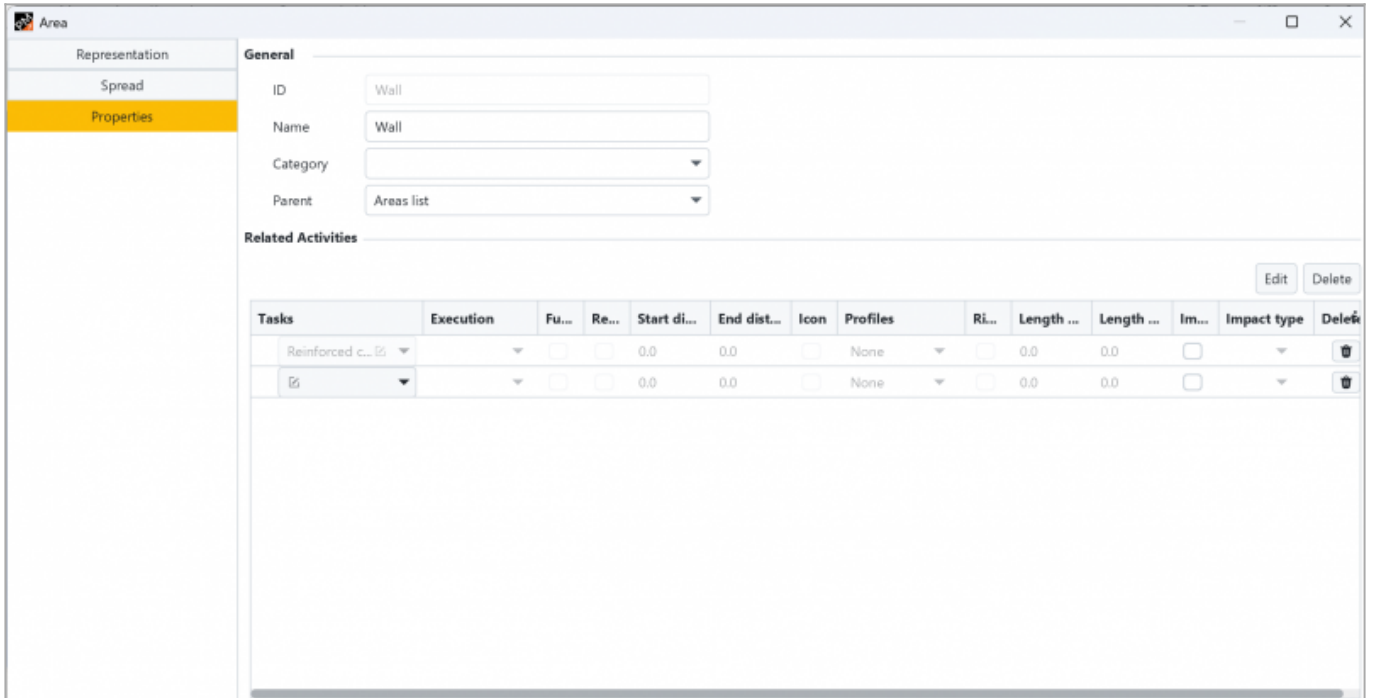 Area
Representation
Spread
Properties
General
ID Wall
Name Wall
Category
Parent Areas list
Related Activities
Edit Delete
Tasks Execution Fu... Re... Start di... End dist... Icon Profiles Ri... Length ... Length ... Im... Impact type Delete
Reinforced c... 0.0 0.0 None 0.0 0.0
0.0 0.0 None 0.0 0.0